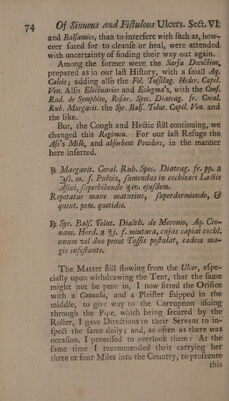 74 Of Sinuous and Fistulous Ulcers. Sect. VI.
and Balsamics, than to interfere with such as, how-
ever suted for to cleanse or heal, were attended
with uncertainty of finding their way out again.
Among the former were the Sarsa Decoction,
prepared as in our last History, with a small Aq.
Calcis; adding also the Fol. Tussilag. Heder. Capil.
Ven. Also Electuaries and Eclegma's, with the Conf.
Rad. de Symphito, Rosar. Spec. Diatrag. fr. Coral.
Rub. Margarit. the Syr. Balf. Tolut. Capil. Ven. and
the like.
But, the Cough and Hectic still continuing, we
changed this Regimen. For our last Refuge the
Ass's Milk, and absorbent Powders, in the manner
here inserted.
℞ Margarit. Coral. Rub. Spec. Diatrag. fr. pp. a
ʒß. m. f. Pulvis, sumendus in cochleari Lactis
Asini, superbibendo ℥iv. ejusdem.
Repetatur mane matutino, superdormiendo, &
quint. pom. quotidie.
℞ Syr. Balf. Tolut. Dialth. de Meconio, Aq. Cin-
nam. Hord. a ℥j. f. mixtura, cujus capiat cochl.
unum vel duo prout Tussis postulat, eadem ma-
gis infestante.
The Matter still flowing from the Ulcer, espe-
cially upon withdrawing the Tent, that the same
might not be pent in, I now fitted the Orifice
with a Cannula, and a Plaister snipped in the
middle, to give way to the Corruption issuing
through the Pipe, which being secured by the
Roller, I gave Directions to their Servant to in-
spect the same daily; and, as often as there was
occasion, I promised to overlook them: At the
same time I recommended their carrying her
three or four Miles into the Country, to prosecute
this